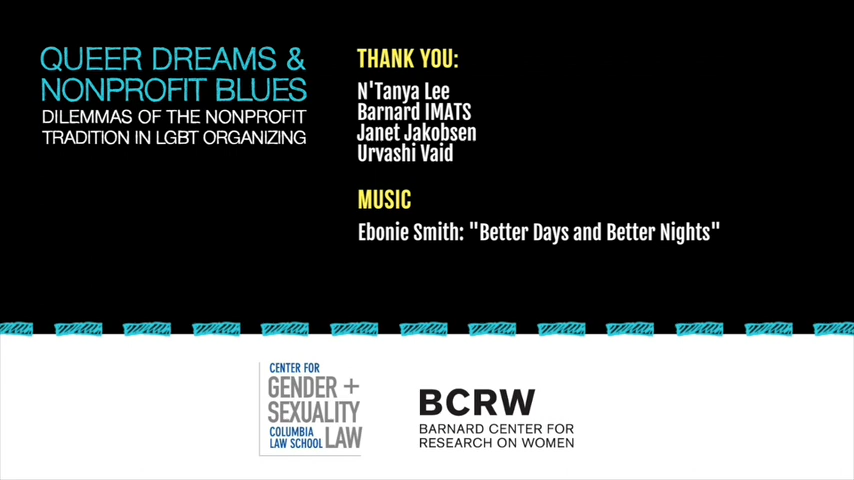 QUEER DREAMS &
NONPROFIT BLUES
DILEMMAS OF THE NONPROFIT
TRADITION IN LGBT ORGANIZING
THANK YOU:
N'Tanya Lee
Barnard IMATS
Janet Jakobsen
Urvashi Vaid
MUSIC
Ebonie Smith: "Better Days and Better Nights"
CENTER FOR
GENDER +
SEXUALITY
COLUMBIA
LAW SCHOOL LAW
BCRW
BARNARD CENTER FOR
RESEARCH ON WOMEN